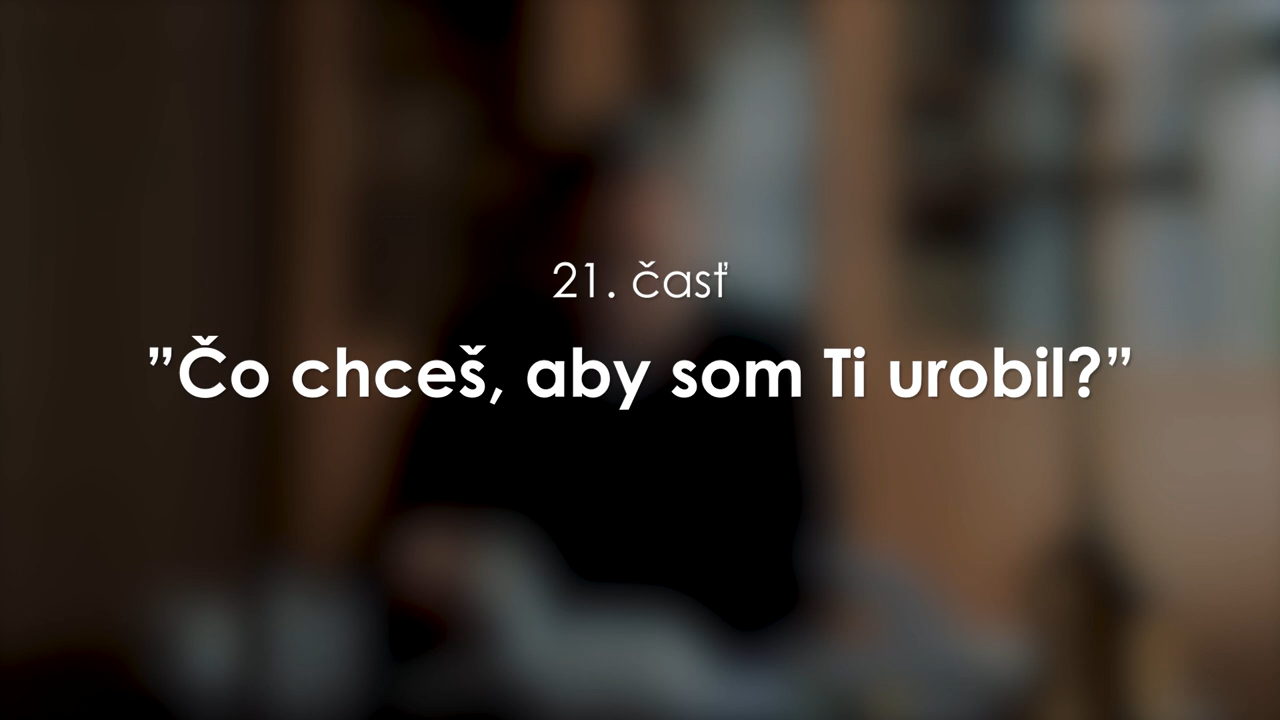 21. časť
”Čo chceš, aby som Ti urobil?”